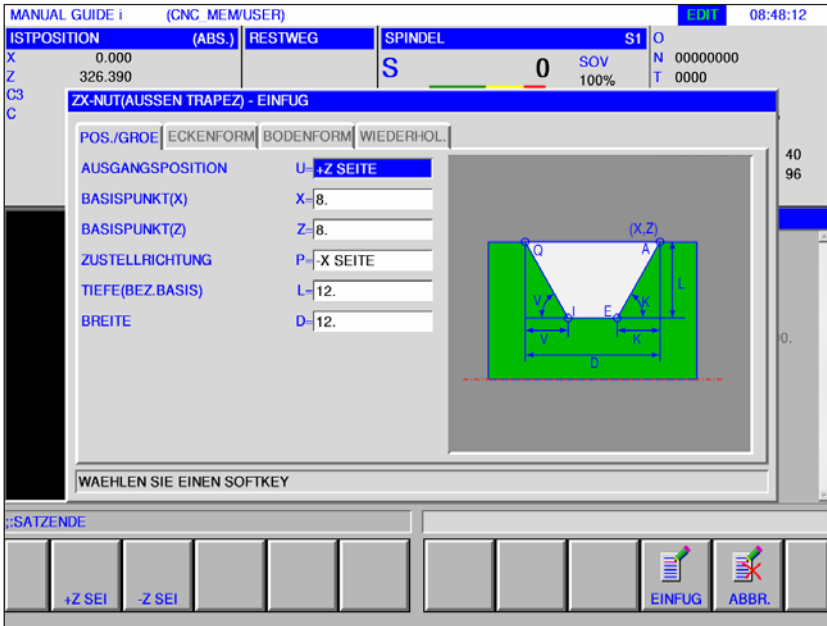 MANUAL GUIDE i (CNC_MEM/USER) EDIT 08:48:12
ISTPOSITION (ABS.) RESTWEG SPINDEL S1 O
X 0.000 N 00000000
Z 326.390 S 0 SOV 100% T 0000
C3
C
40
96
0.
ZX-NUT(AUSSEN TRAPEZ) - EINFUG
POS./GROE ECKENFORM BODENFORM WIEDERHOL.
AUSGANGSPOSITION U= +Z SEITE
BASISPUNKT(X) X= 8.
BASISPUNKT(Z) Z= 8.
ZUSTELLRICHTUNG P= -X SEITE
TIEFE(BEZ.BASIS) L= 12.
BREITE D= 12.
(X,Z)
Q A
L
V I E K
V K
D
WAEHLEN SIE EINEN SOFTKEY
;:SATZENDE
+Z SEI -Z SEI EINFUG ABBR.